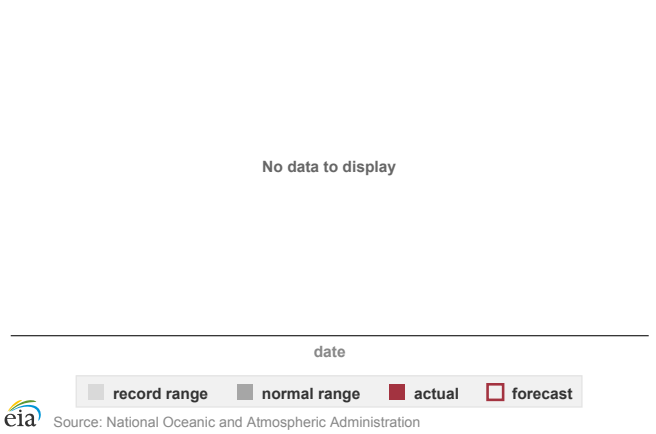 No data to display
date
record range normal range actual forecast
eia
Source: National Oceanic and Atmospheric Administration